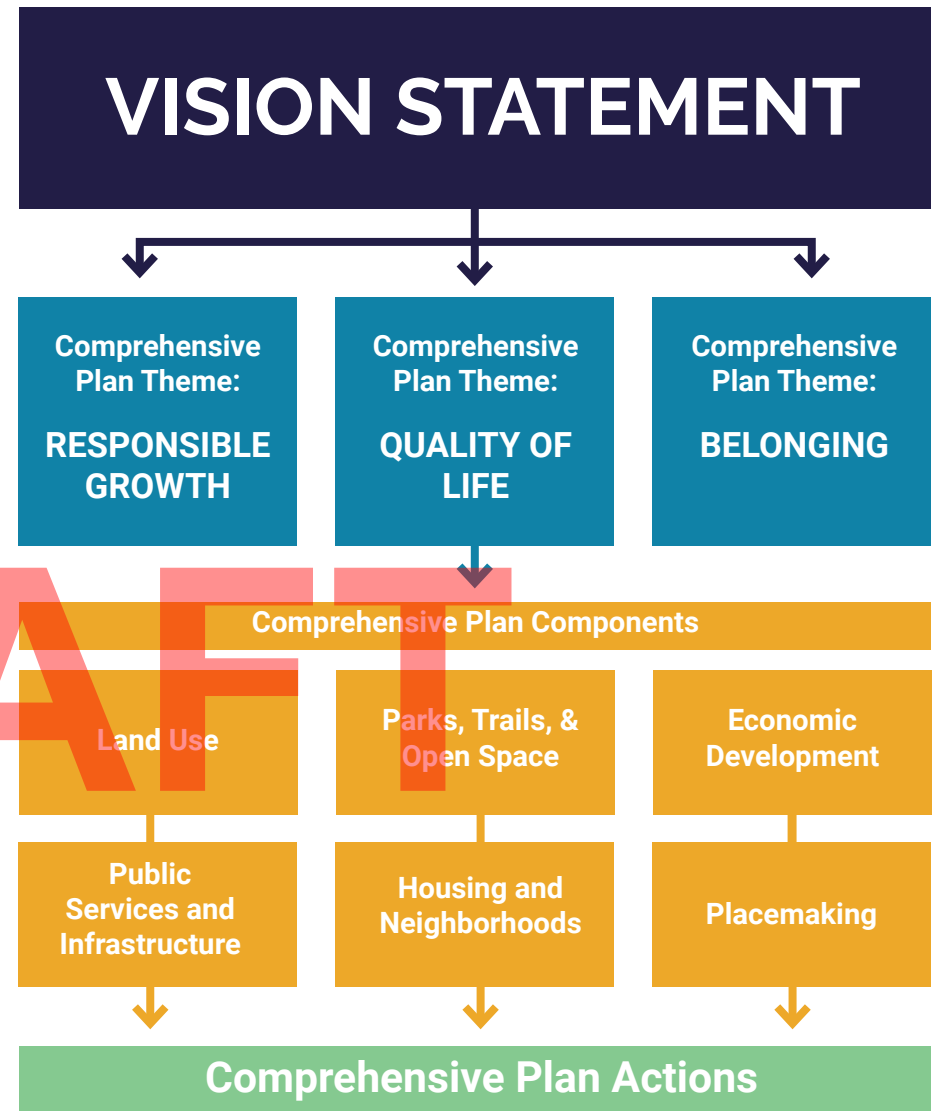 VISION STATEMENT
Comprehensive
Plan Theme:
RESPONSIBLE
GROWTH
Comprehensive
Plan Theme:
QUALITY OF
LIFE
Comprehensive
Plan Theme:
BELONGING
AFT
Comprehensive Plan Components
Land Use
Parks, Trails, &
Open Space
Economic
Development
Public
Services and
Infrastructure
Housing and
Neighborhoods
Placemaking
Comprehensive Plan Actions